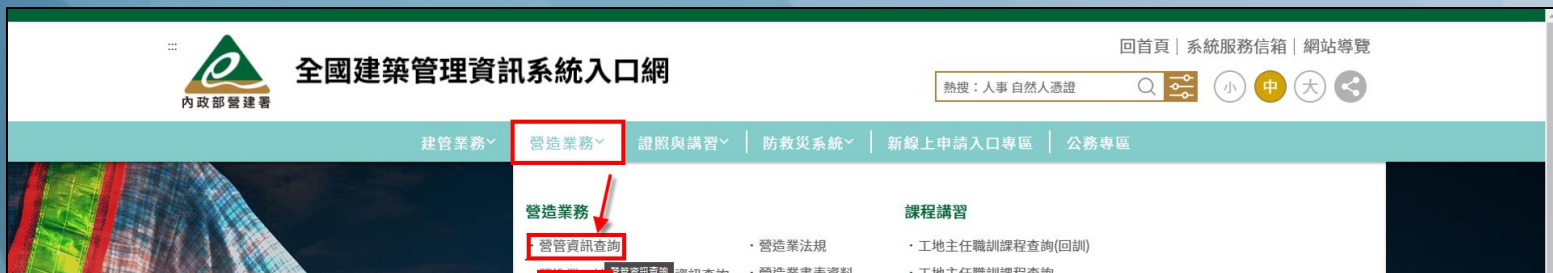 :::
內政部營建署
全國建築管理資訊系統入口網
回首頁│系統服務信箱│網站導覽
熱搜：人事 自然人憑證
小 中 大
建管業務 營造業務 證照與講習 防救災系統 新線上申請入口專區 公務專區
營造業務 課程講習
・營管資訊查詢 ・營造業法規 ・工地主任職訓課程查詢(回訓)
營管資訊查詢 資訊查詢 ・營造業書表資料 ・工地主任職訓課程查詢